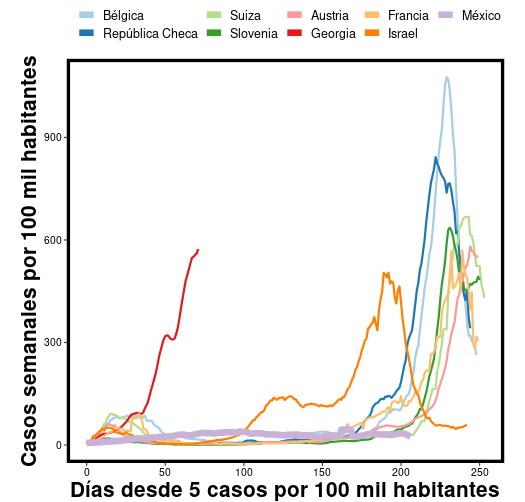 Bélgica Suiza Austria Francia México
República Checa Slovenia Georgia Israel
Casos semanales por 100 mil habitantes
900
600
300
0
0 50 100 150 200 250
Días desde 5 casos por 100 mil habitantes